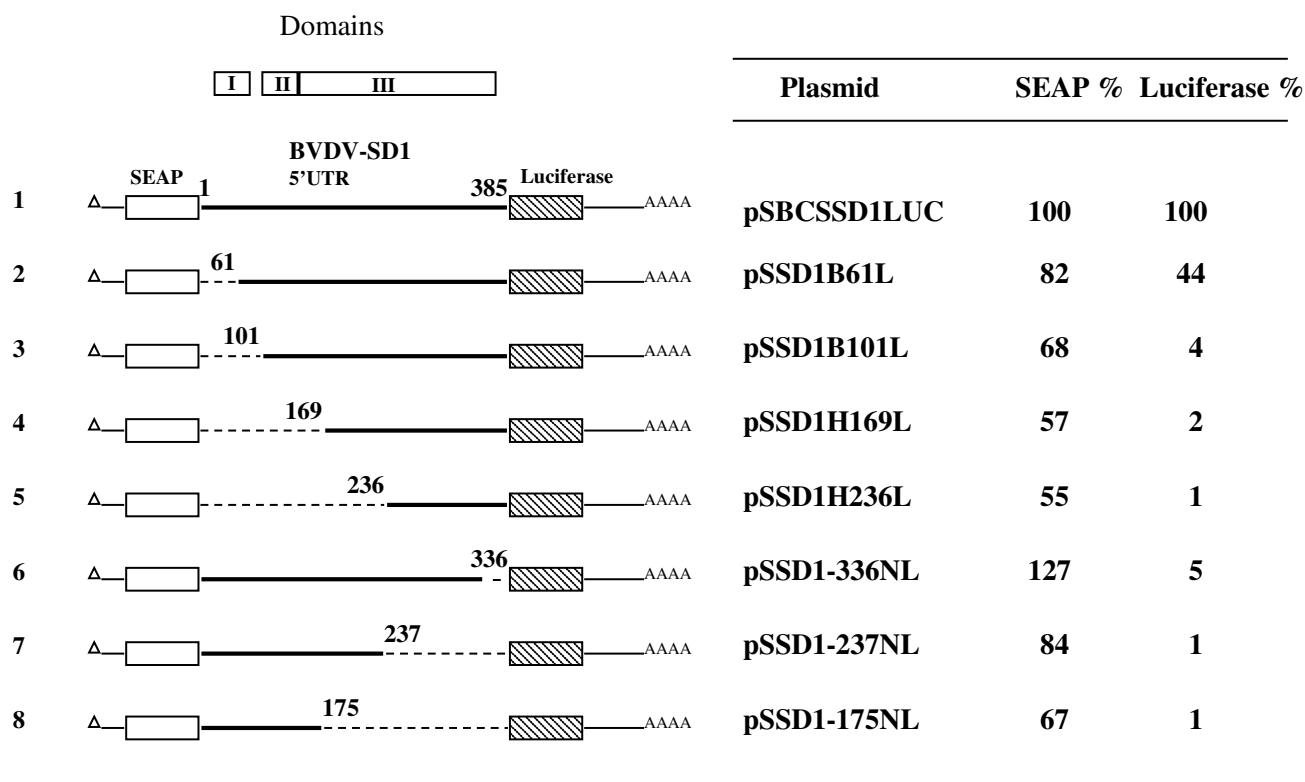 Domains
I II III
Plasmid SEAP % Luciferase %
BVDV-SD1
5'UTR
1 Δ SEAP 1 385 Luciferase AAAA pSBCSSD1LUC 100 100
2 Δ 61 AAAA pSSD1B61L 82 44
3 Δ 101 AAAA pSSD1B101L 68 4
4 Δ 169 AAAA pSSD1H169L 57 2
5 Δ 236 AAAA pSSD1H236L 55 1
6 Δ 336 AAAA pSSD1-336NL 127 5
7 Δ 237 AAAA pSSD1-237NL 84 1
8 Δ 175 AAAA pSSD1-175NL 67 1